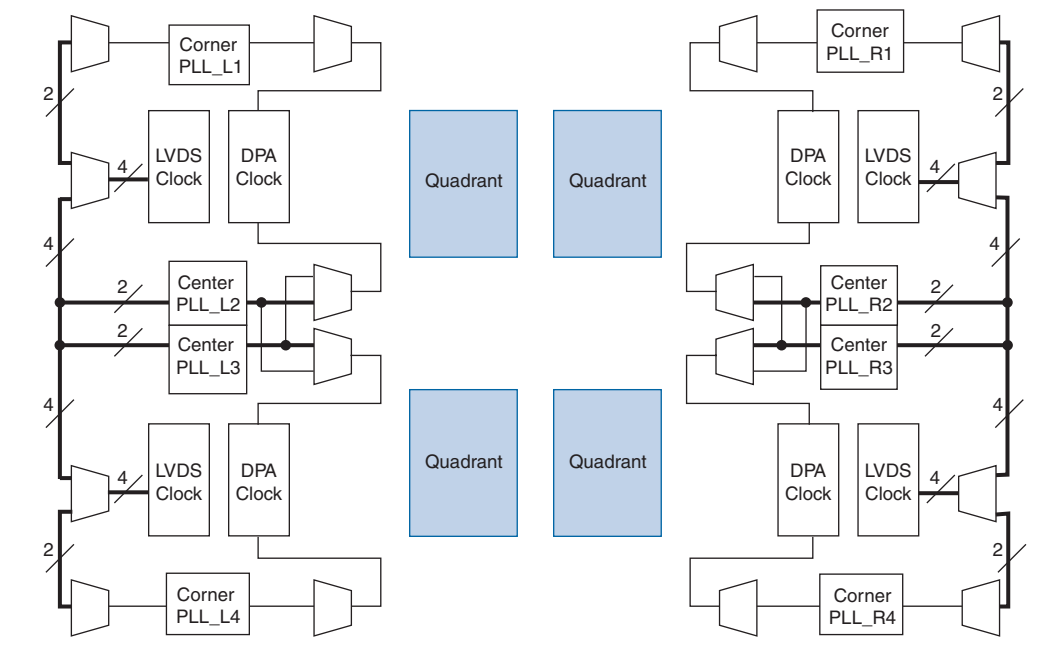 Corner
PLL_L1
Corner
PLL_R1
2
2
LVDS
Clock
DPA
Clock
Quadrant
Quadrant
DPA
Clock
LVDS
Clock
4
4
4
4
2
Center
PLL_L2
Center
PLL_R2
2
2
Center
PLL_L3
Center
PLL_R3
2
4
4
LVDS
Clock
DPA
Clock
Quadrant
Quadrant
DPA
Clock
LVDS
Clock
4
4
2
2
Corner
PLL_L4
Corner
PLL_R4